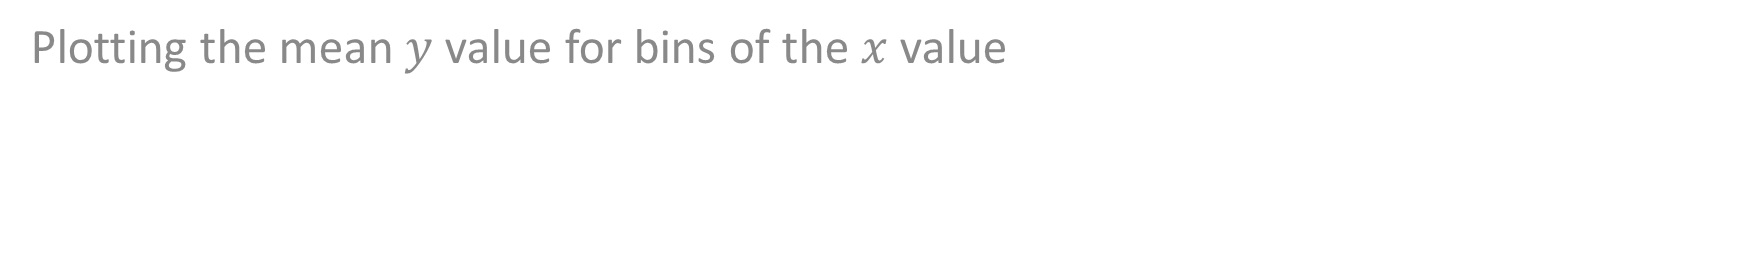 Plotting the mean y value for bins of the x value